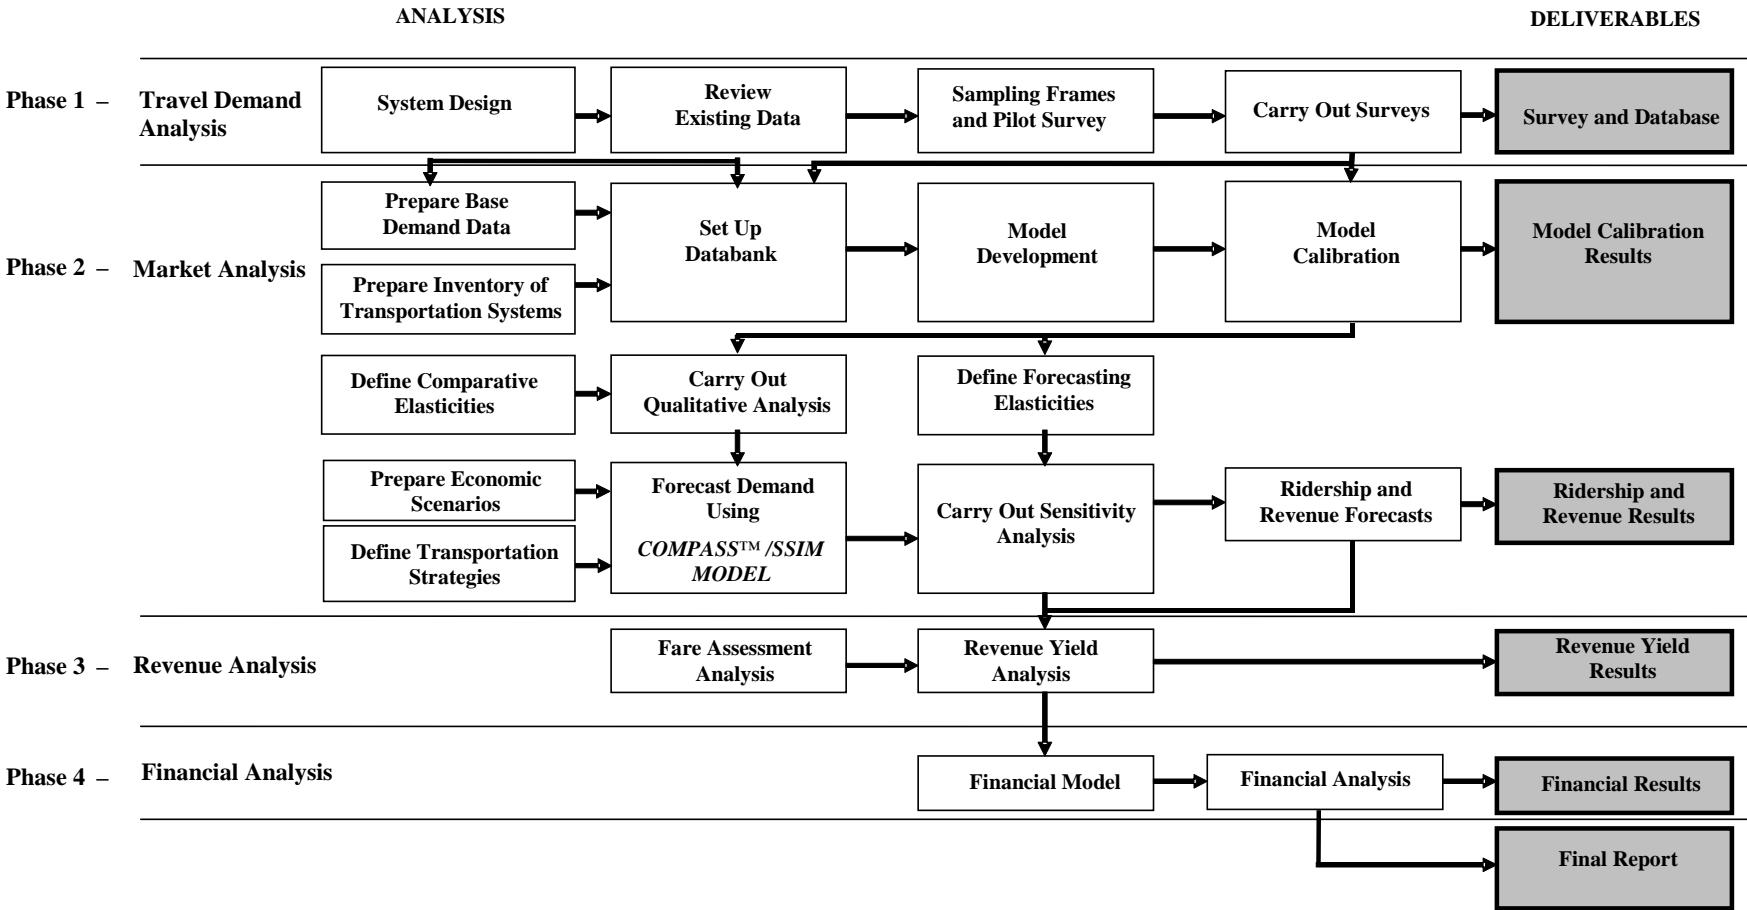 ANALYSIS
DELIVERABLES
Phase 1 –
Travel Demand
Analysis
System Design
Review
Existing Data
Sampling Frames
and Pilot Survey
Carry Out Surveys
Survey and Database
Phase 2 –
Market Analysis
Prepare Base
Demand Data
Prepare Inventory of
Transportation Systems
Set Up
Databank
Model
Development
Model
Calibration
Model Calibration
Results
Define Comparative
Elasticities
Carry Out
Qualitative Analysis
Define Forecasting
Elasticities
Prepare Economic
Scenarios
Define Transportation
Strategies
Forecast Demand
Using
COMPASS™ /SSIM
MODEL
Carry Out Sensitivity
Analysis
Ridership and
Revenue Forecasts
Ridership and
Revenue Results
Phase 3 –
Revenue Analysis
Fare Assessment
Analysis
Revenue Yield
Analysis
Revenue Yield
Results
Phase 4 –
Financial Analysis
Financial Model
Financial Analysis
Financial Results
Final Report